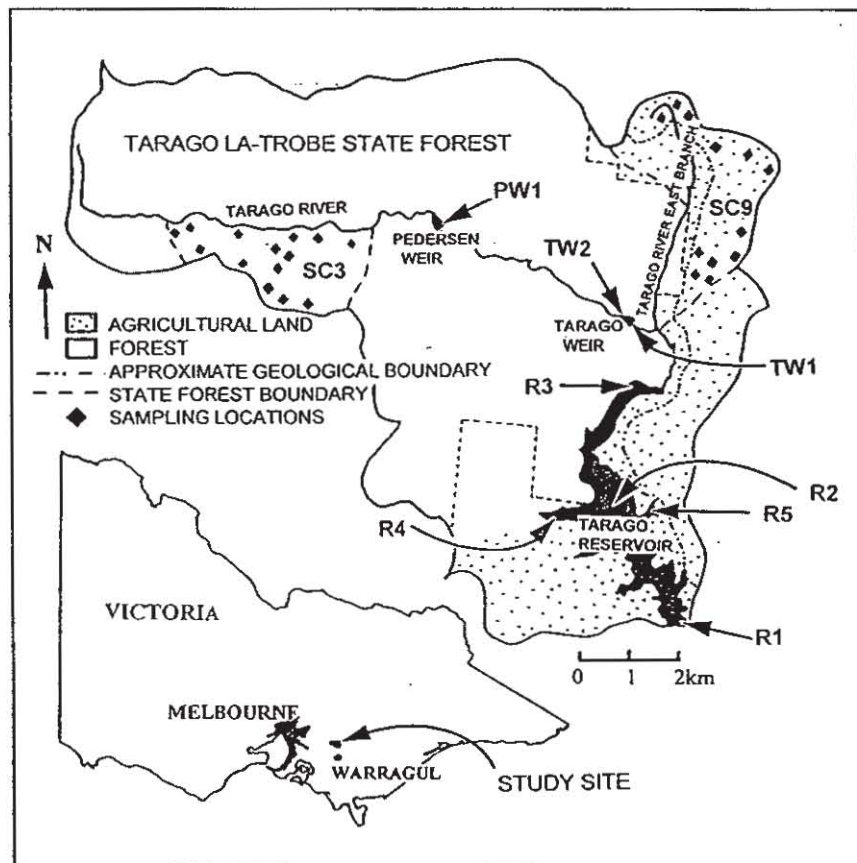 TARAGO LA-TROBE STATE FOREST
PW1
TARAGO RIVER
PEDERSEN
WEIR
SC3
N
TARAGO RIVER EAST BRANCH
SC9
TW2
TARAGO
WEIR
TW1
AGRICULTURAL LAND
FOREST
APPROXIMATE GEOLOGICAL BOUNDARY
STATE FOREST BOUNDARY
SAMPLING LOCATIONS
R3
R2
R4
R5
TARAGO
RESERVOIR
R1
0 1 2km
VICTORIA
MELBOURNE
WARRAGUL
STUDY SITE